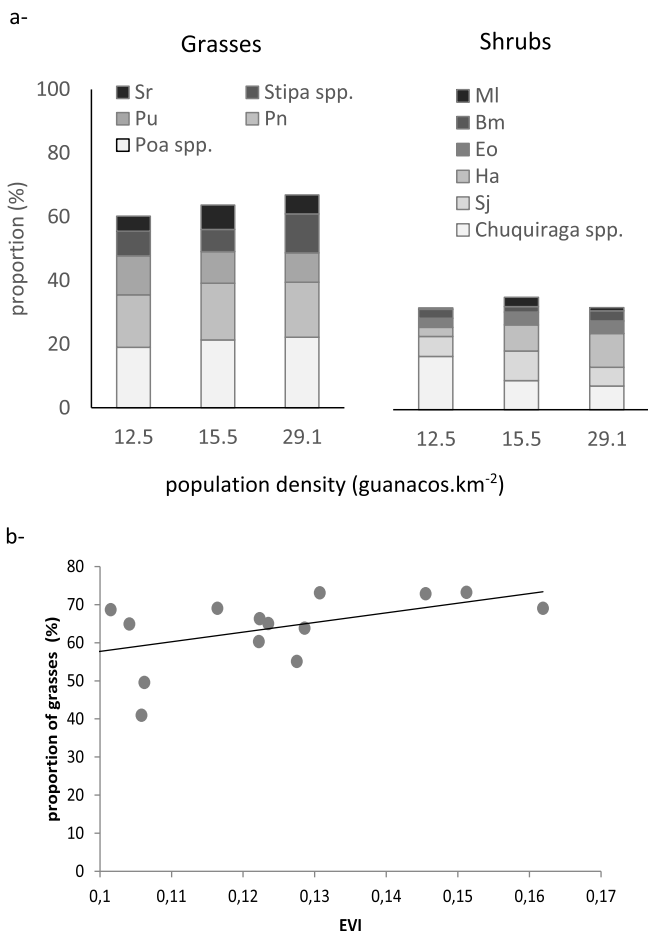 a-
Grasses
Shrubs
100
80
60
40
20
0
proportion (%)
Sr
Stipa spp.
Pu
Pn
Poa spp.
Ml
Bm
Eo
Ha
Sj
Chuquiraga spp.
12.5
15.5
29.1
12.5
15.5
29.1
population density (guanacos.km⁻²)
b-
80
70
60
50
40
30
20
10
0
proportion of grasses (%)
0,1
0,11
0,12
0,13
0,14
0,15
0,16
0,17
EVI